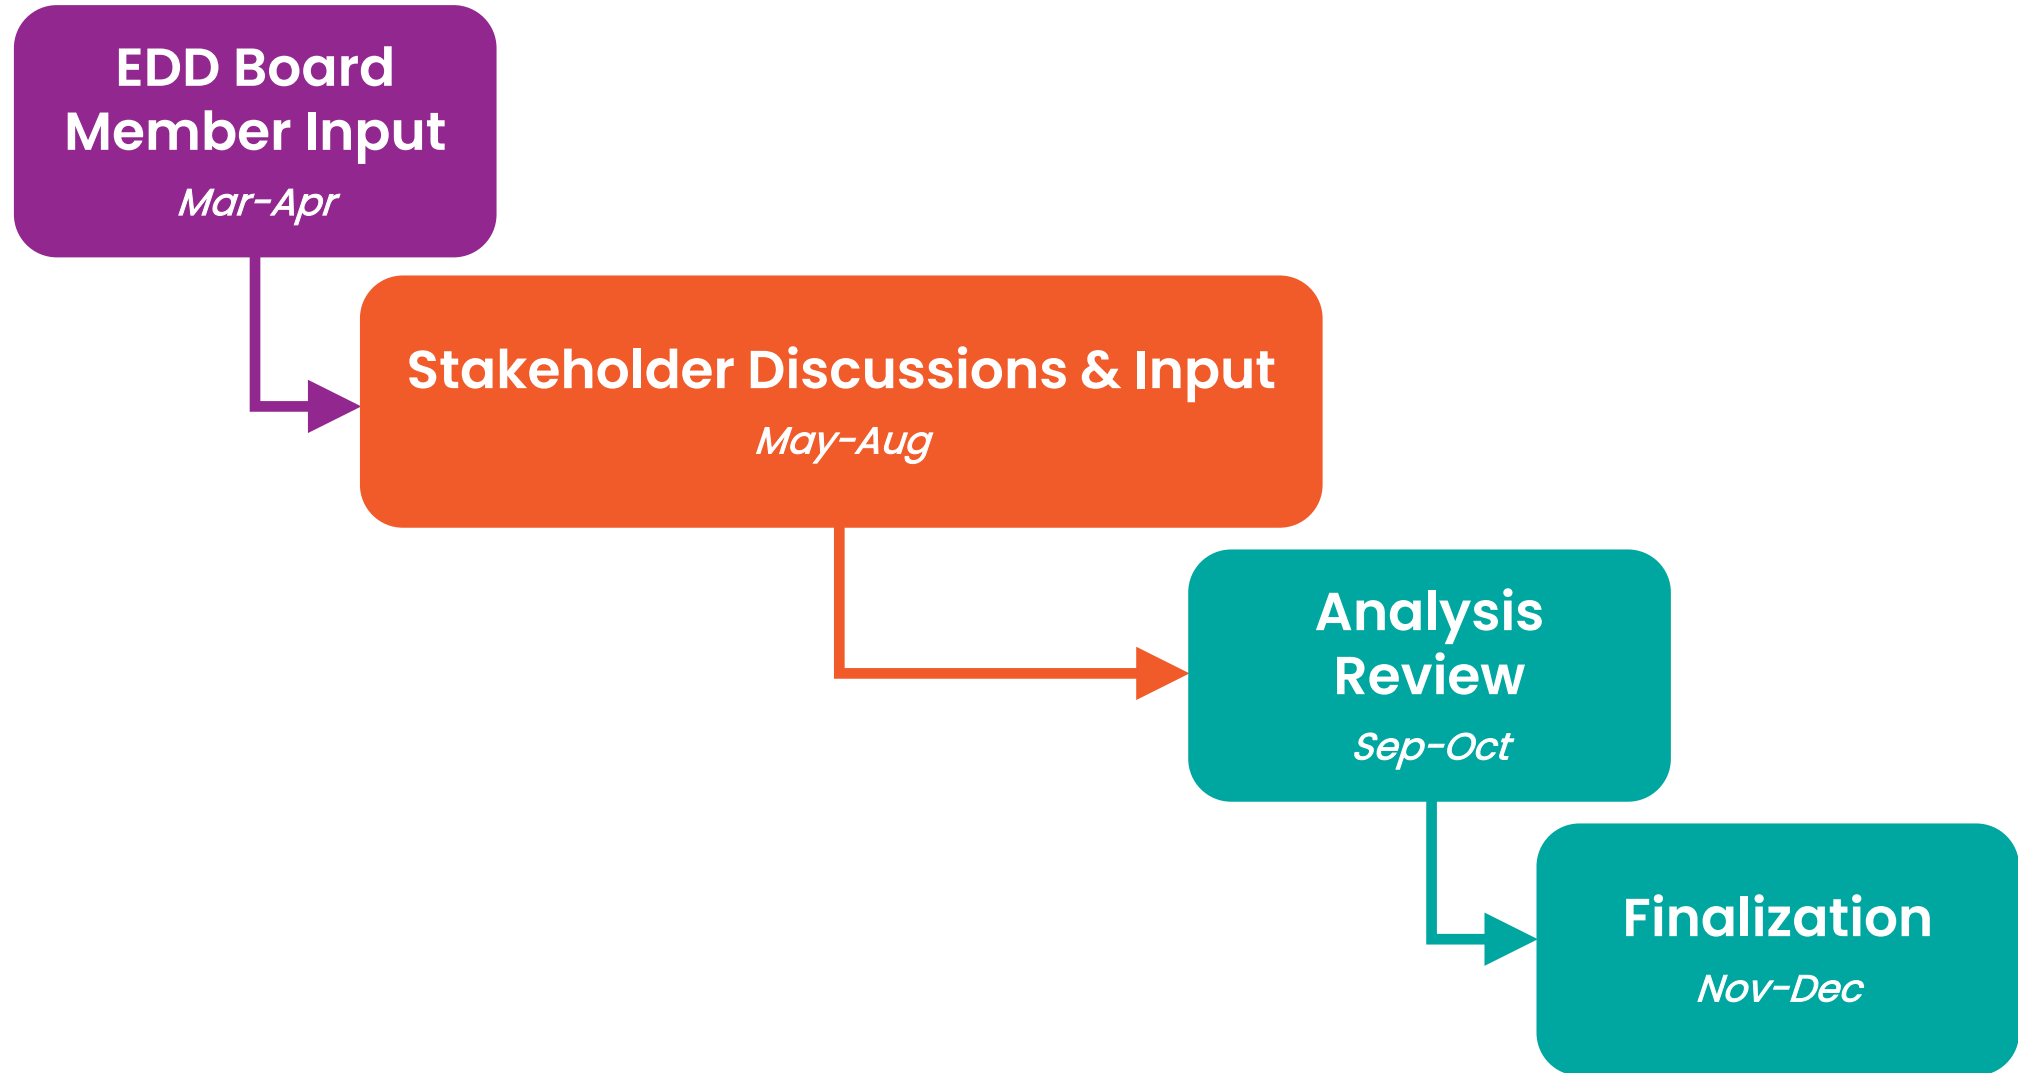 EDD Board
Member Input
Mar-Apr
Stakeholder Discussions & Input
May-Aug
Analysis
Review
Sep-Oct
Finalization
Nov-Dec